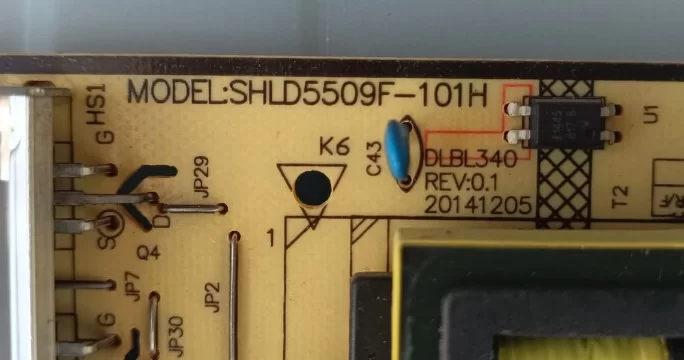 MODEL:SHLD5509F-101H
HS1
G
K6
C43
DLBL340
REV:0.1
20141205
U1
JP29
S
D
Q4
1
T2
JP7
JP2
G
JP30